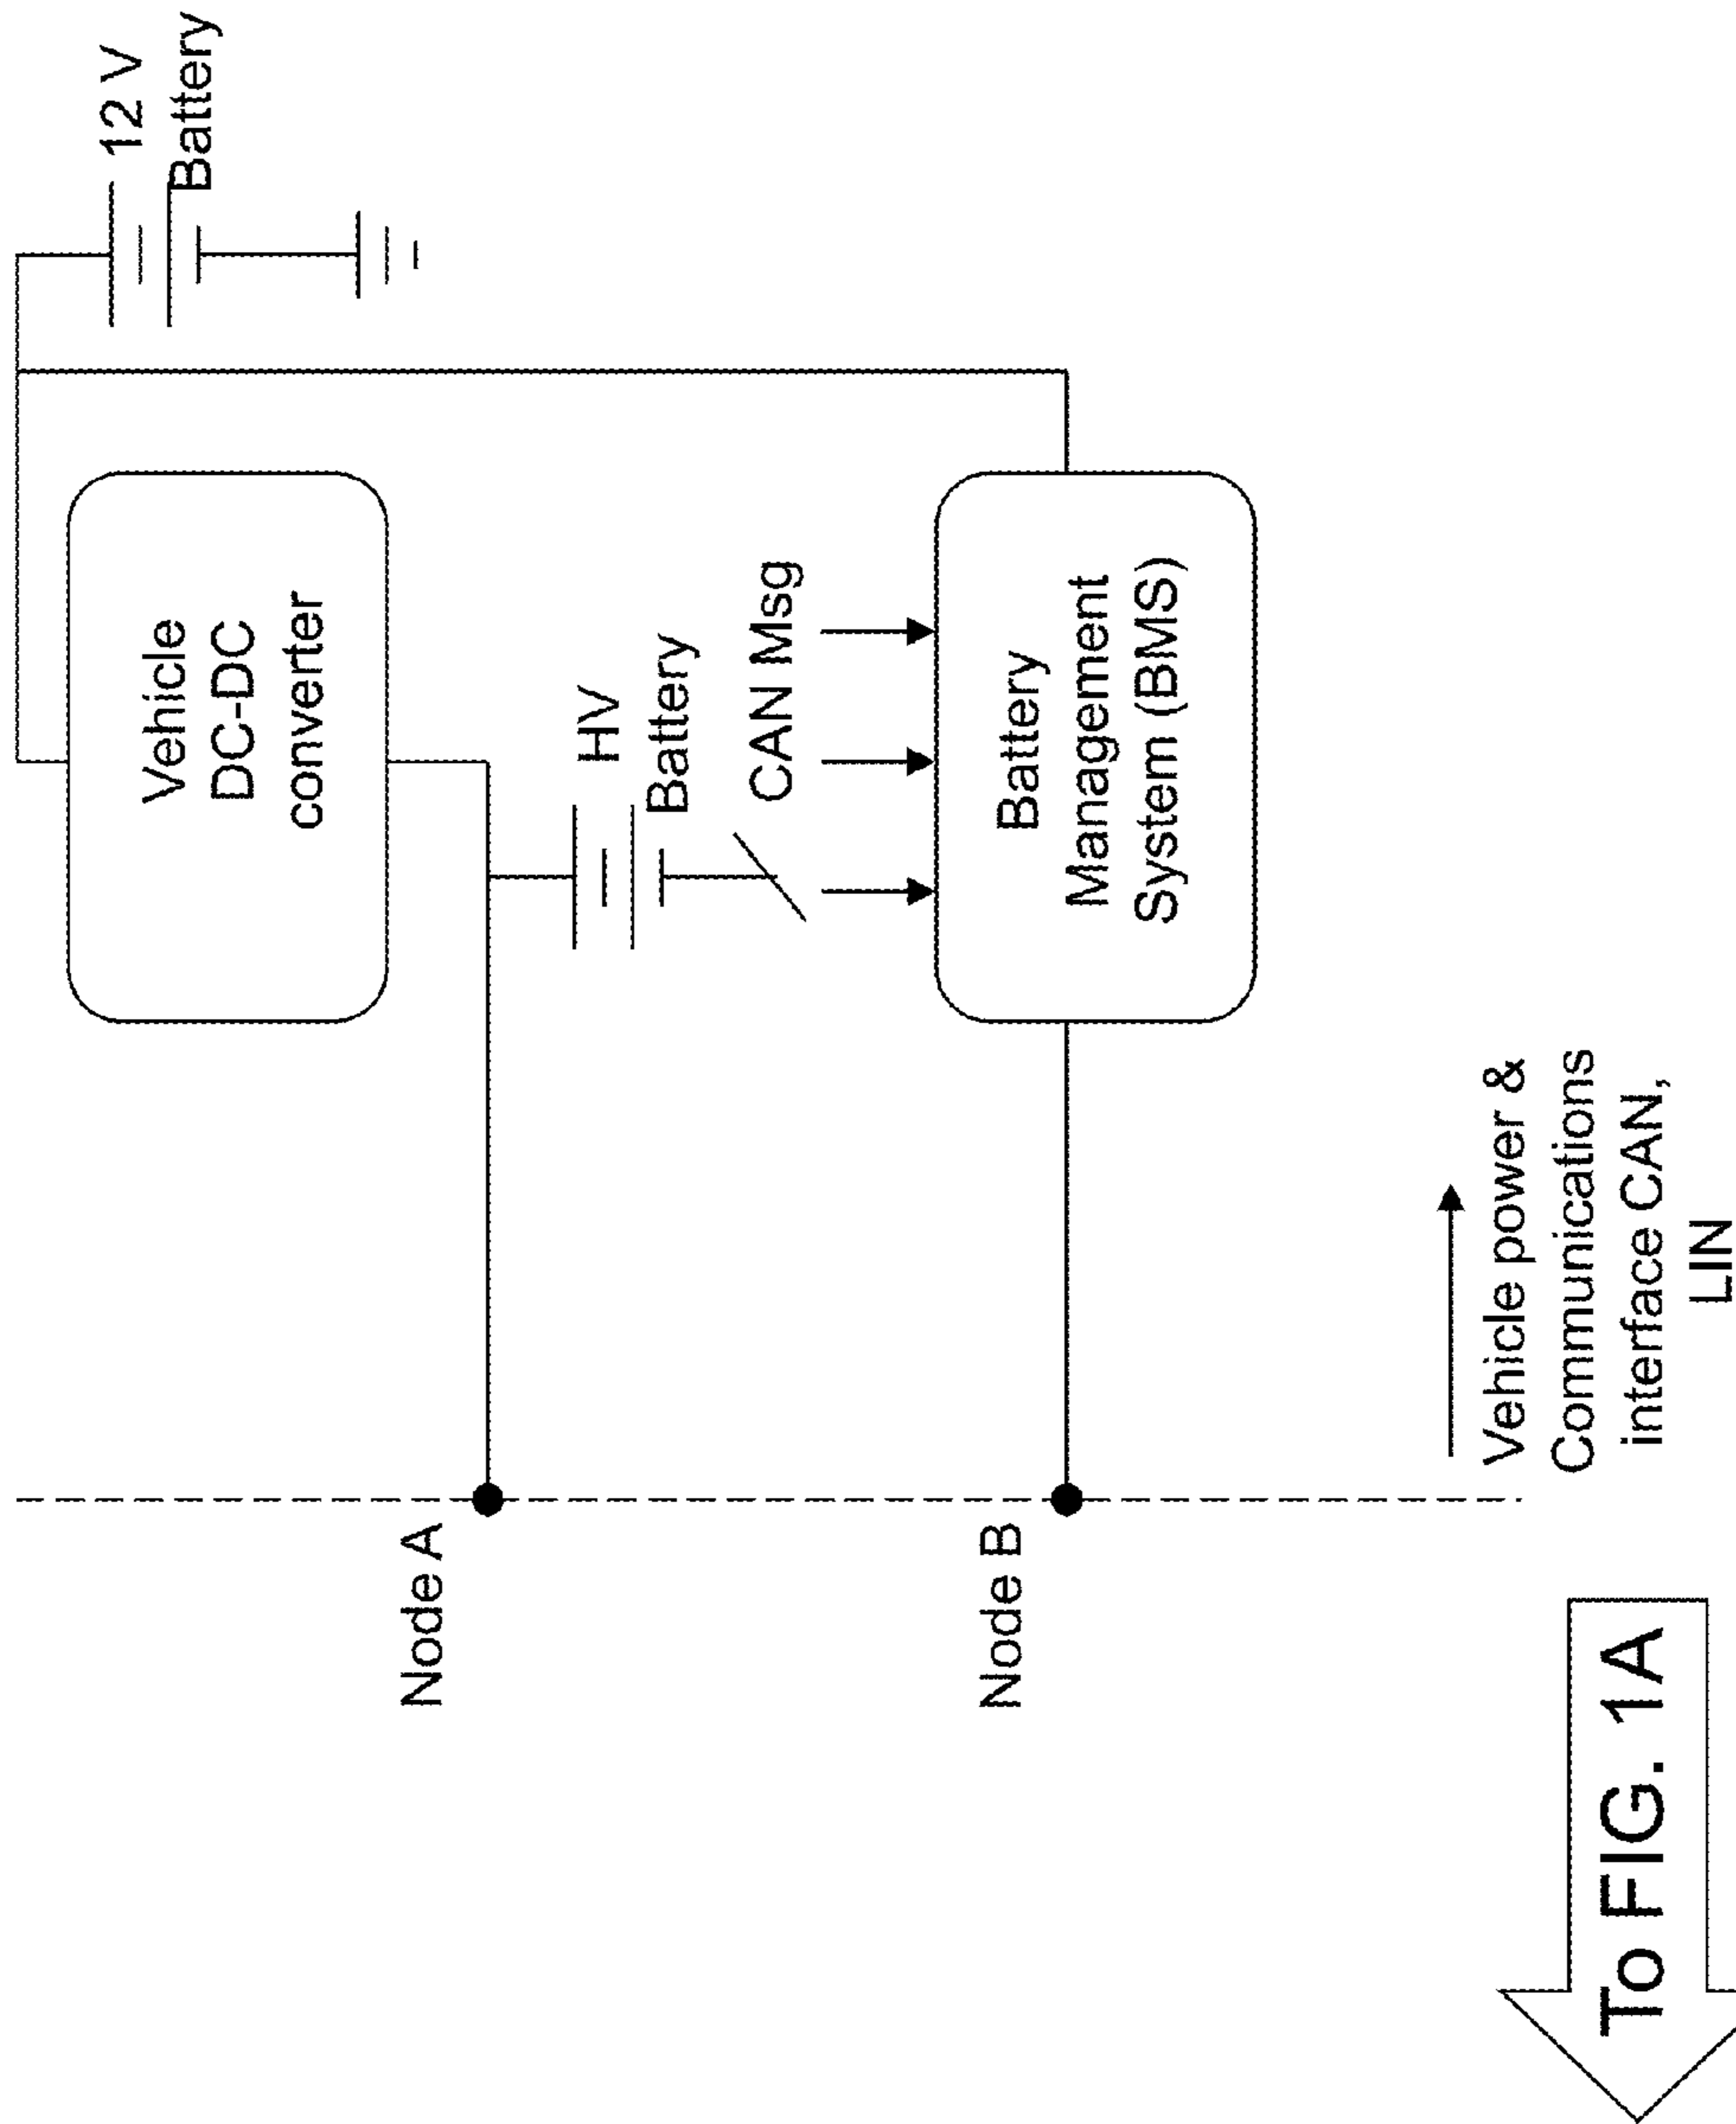 12 V
Battery
Vehicle
DC-DC
converter
Node A
HV
Battery
CAN Msg
Node B
Battery
Management
System (BMS)
Vehicle power &
Communications
interface CAN,
LIN
To FIG. 1A